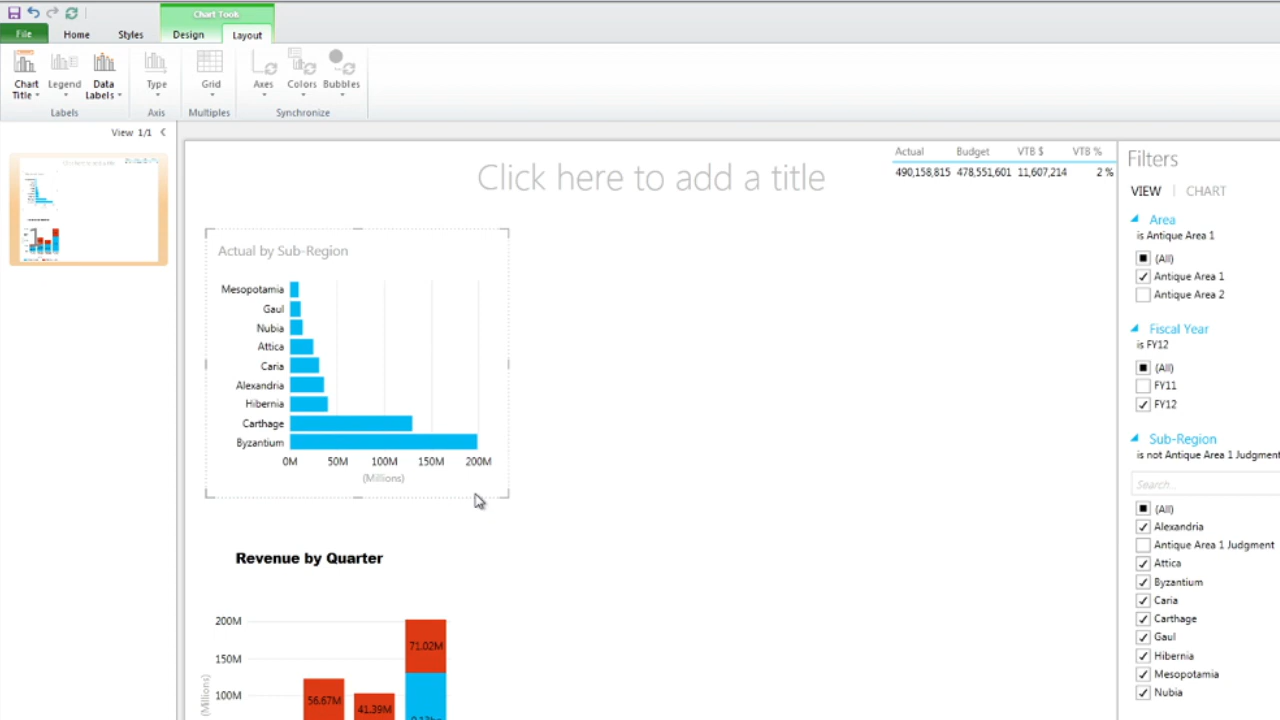 Chart Tools
File Home Styles Design Layout
Chart Title Legend Data Labels Type Grid Axes Colors Bubbles
Labels Axis Multiples Synchronize
View 1/1
Click here to add a title
Actual Budget VTB $ VTB %
490,158,815 478,551,601 11,607,214 2 %
Actual by Sub-Region
Mesopotamia
Gaul
Nubia
Attica
Caria
Alexandria
Hibernia
Carthage
Byzantium
0M 50M 100M 150M 200M
(Millions)
Revenue by Quarter
200M
150M
100M
(Millions)
71.02M
56.67M
41.39M
Filters
VIEW | CHART
Area
is Antique Area 1
(All)
Antique Area 1
Antique Area 2
Fiscal Year
is FY12
(All)
FY11
FY12
Sub-Region
is not Antique Area 1 Judgment
Search...
(All)
Alexandria
Antique Area 1 Judgment
Attica
Byzantium
Caria
Carthage
Gaul
Hibernia
Mesopotamia
Nubia